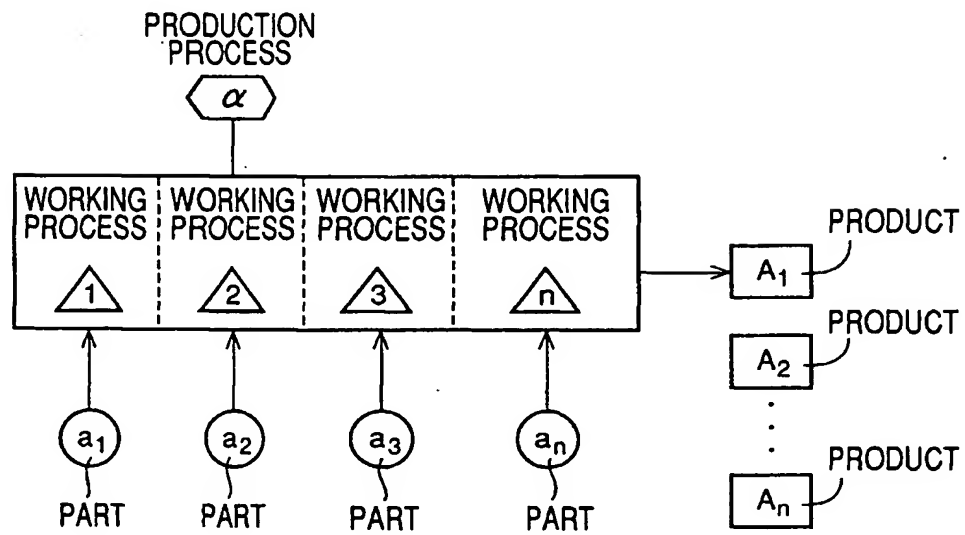 PRODUCTION
PROCESS
α
WORKING
PROCESS
1
WORKING
PROCESS
2
WORKING
PROCESS
3
WORKING
PROCESS
n
a1
PART
a2
PART
a3
PART
an
PART
PRODUCT
A1
PRODUCT
A2
PRODUCT
An